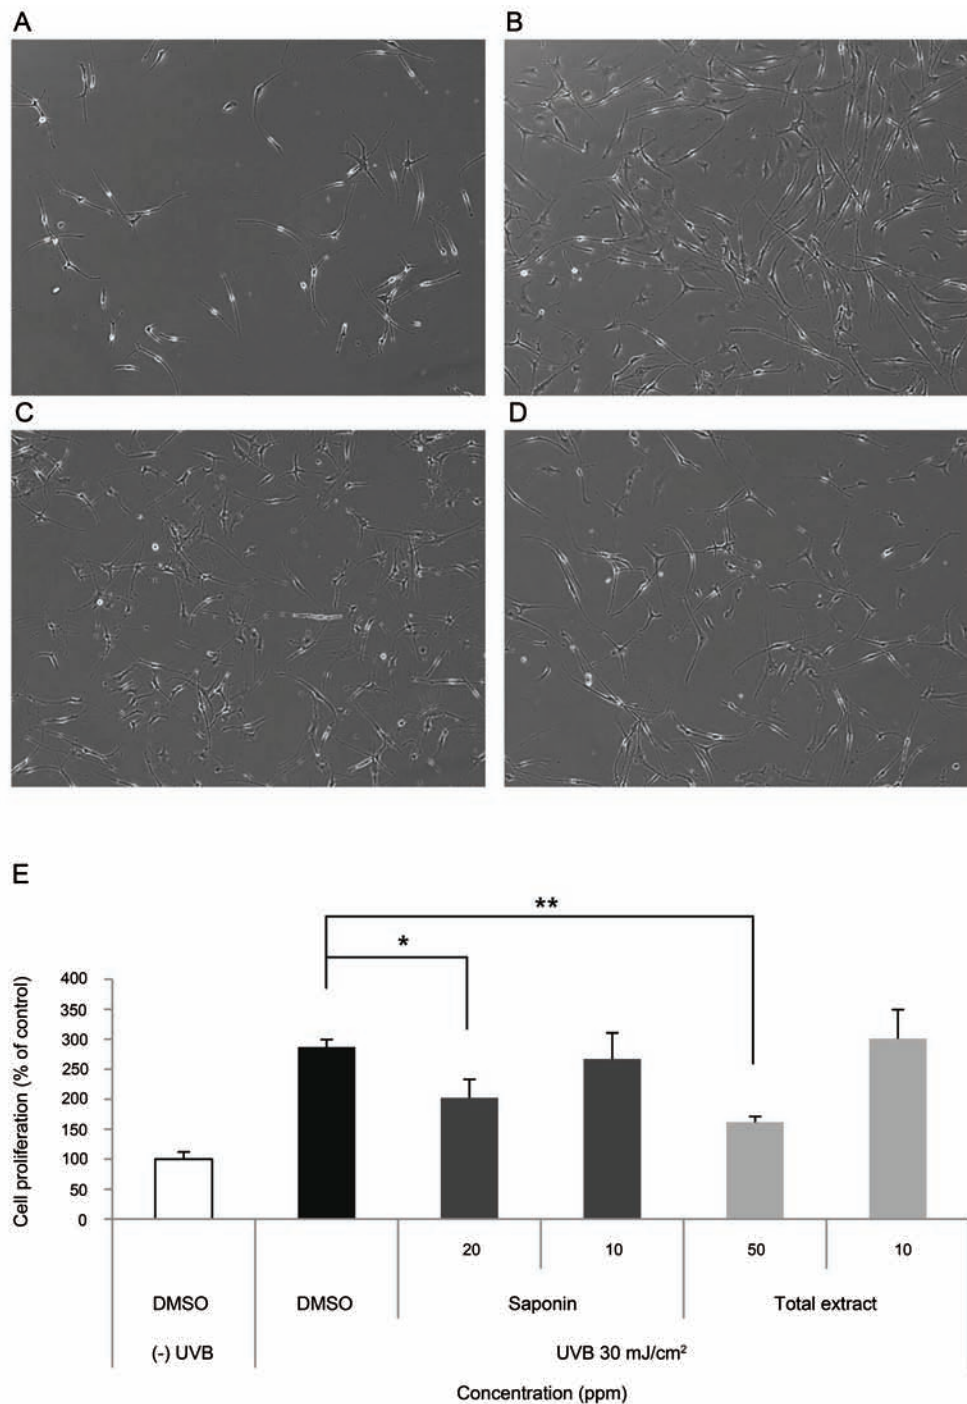 A
B
C
D
E
**
*
Cell proliferation (% of control)
400
350
300
250
200
150
100
50
0
20 10 50 10
DMSO DMSO Saponin Total extract
(-) UVB UVB 30 mJ/cm²
Concentration (ppm)